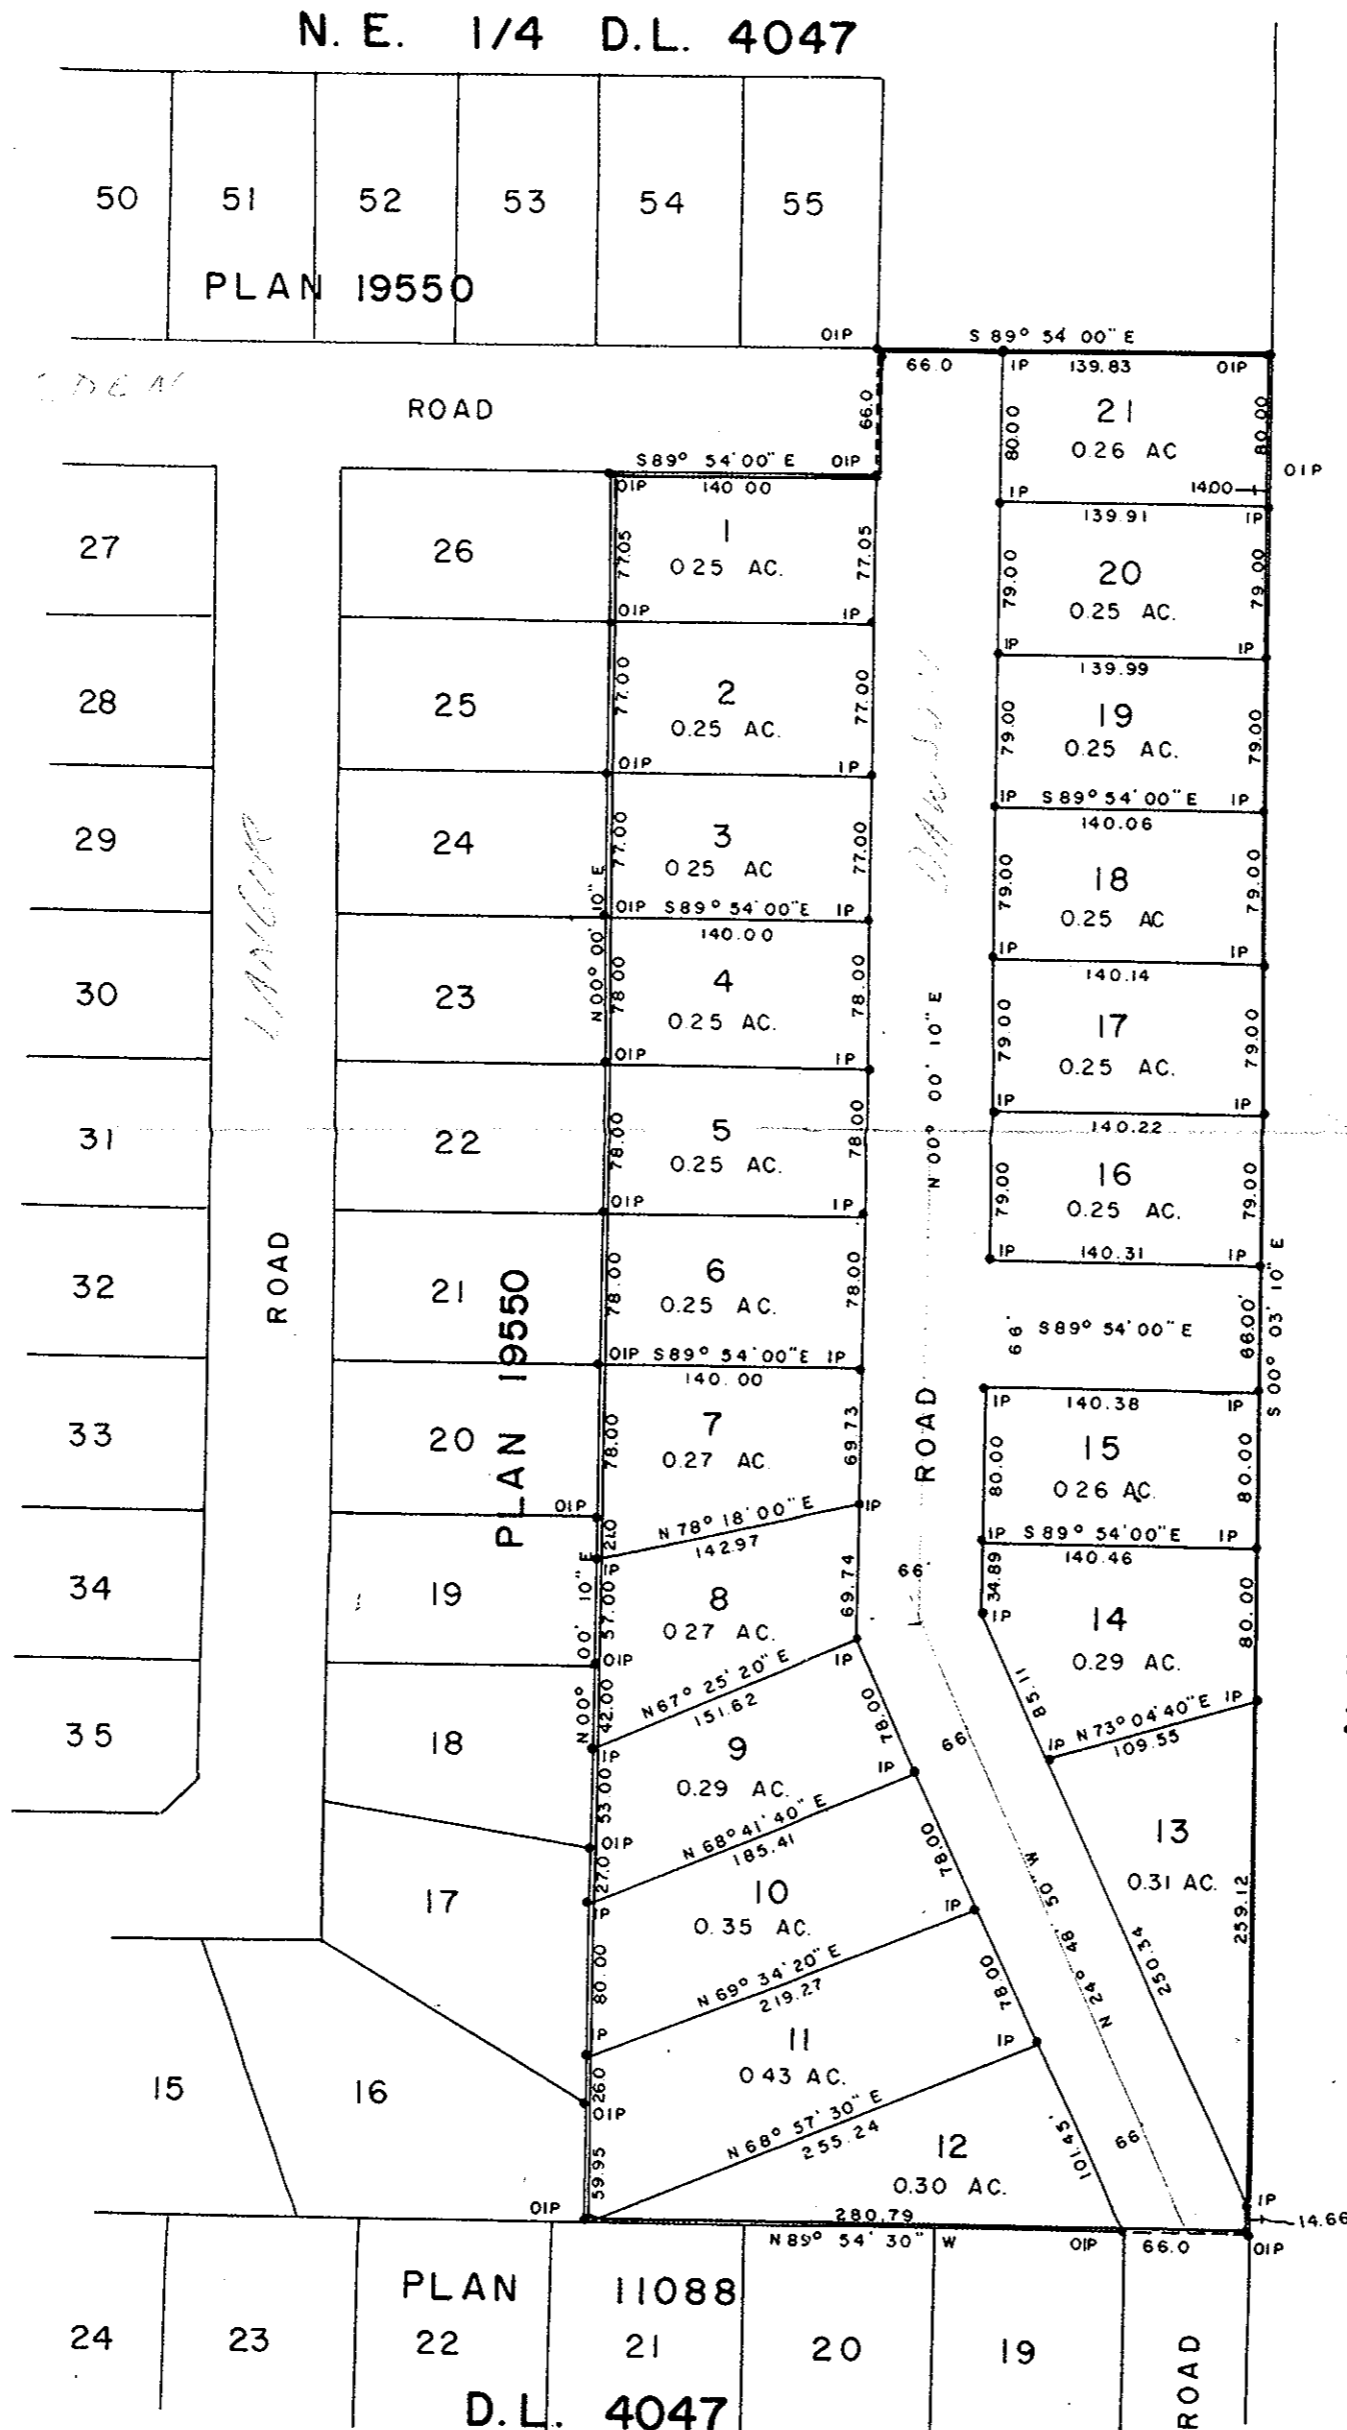 N. E. 1/4 D.L. 4047
50 51 52 53 54 55
PLAN 19550
OIP S 89° 54' 00" E
66.0 IP 139.83 OIP
ROAD 66.0 80.00 21 80.00
0.26 AC
S89° 54' 00" E OIP OIP
OIP 140 00 IP 14.00
139.91 IP
27 26 77.05 1 77.05 79.00 20 79.00
0 25 AC. 0.25 AC.
OIP IP IP IP
139.99
28 25 77.00 2 77.00 79.00 19 79.00
0.25 AC. 0.25 AC.
OIP IP IP S89° 54' 00" E IP
140.06
29 24 77.00 3 77.00 79.00 18 79.00
0 25 AC 0.25 AC
N 00° 00' 10" E
OIP S89° 54' 00"E IP IP IP
140.00 140.14
30 23 78 00 4 78.00 79.00 17 79.00
0.25 AC. 0.25 AC.
N 00° 00' 10" E
OIP IP IP IP
140.22
31 22 78.00 5 78.00 79.00 16 79.00
0.25 AC. 0.25 AC.
OIP IP IP 140.31 IP
ROAD
32 21 78.00 6 78.00
0.25 AC.
PLAN 19550
66' S89° 54' 00" E 66.00' S 00° 03' 10" E
OIP S89° 54' 00"E IP
140.00
IP 140.38 IP
33 20 78.00 7 69.73 ROAD 80.00 15 80.00
0.27 AC. 0 26 AC.
OIP 21.0 N 78° 18' 00" E IP
IP 142.97
IP S 89° 54' 00"E IP
140.46
34 19 57.00 8 69.74 66' 34.89 14 80.00
0.27 AC. IP 0.29 AC.
N 00° 00' 10" E
OIP N67° 25' 20" E IP
151.62
85.11 IP N 73° 04' 40" E IP
109.55
35 18 42.00 IP 9 78.00 66'
0.29 AC.
53.00 N 68° 41' 40" E IP
185.41
OIP 13
0.31 AC.
17 27.0 IP 10 78.00 N 24° 48' 50" W 250.34 259.12
0.35 AC.
80.00 N 69° 34' 20" E IP
219.27
IP 11 78.00 IP
0 43 AC.
15 16 26.0 OIP
N 68° 57' 30" E
255.24
12 101.45' 66'
0.30 AC.
59.95 IP
OIP 280.79 14.66
N 89° 54' 30" W OIP 66.0 OIP
PLAN 11088
24 23 22 21 20 19 ROAD
D.L. 4047